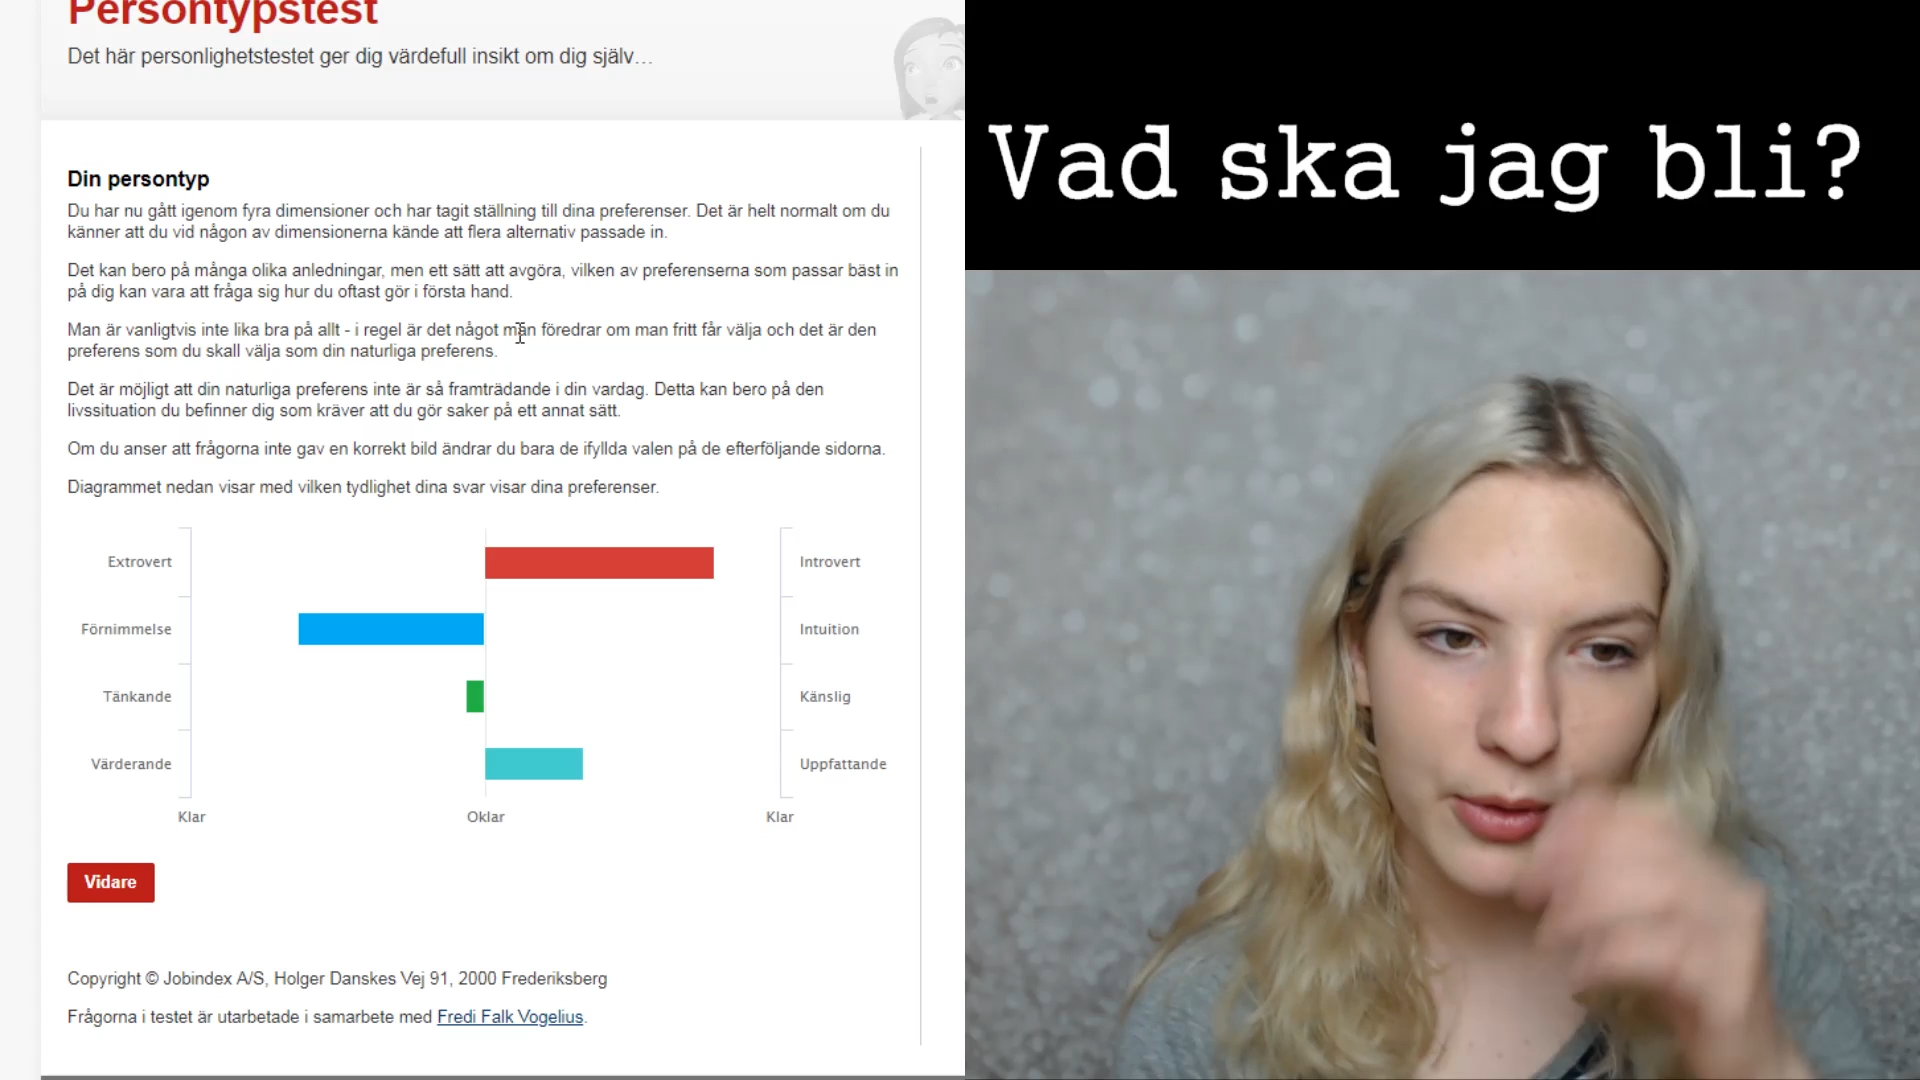 Persontypstest
Det här personlighetstestet ger dig värdefull insikt om dig själv…
Din persontyp
Du har nu gått igenom fyra dimensioner och har tagit ställning till dina preferenser. Det är helt normalt om du
känner att du vid någon av dimensionerna kände att flera alternativ passade in.
Det kan bero på många olika anledningar, men ett sätt att avgöra, vilken av preferenserna som passar bäst in
på dig kan vara att fråga sig hur du oftast gör i första hand.
Man är vanligtvis inte lika bra på allt - i regel är det något man föredrar om man fritt får välja och det är den
preferens som du skall välja som din naturliga preferens.
Det är möjligt att din naturliga preferens inte är så framträdande i din vardag. Detta kan bero på den
livssituation du befinner dig som kräver att du gör saker på ett annat sätt.
Om du anser att frågorna inte gav en korrekt bild ändrar du bara de ifyllda valen på de efterföljande sidorna.
Diagrammet nedan visar med vilken tydlighet dina svar visar dina preferenser.
Extrovert
Introvert
Förnimmelse
Intuition
Tänkande
Känslig
Värderande
Uppfattande
Klar
Oklar
Klar
Vidare
Copyright © Jobindex A/S, Holger Danskes Vej 91, 2000 Frederiksberg
Frågorna i testet är utarbetade i samarbete med Fredi Falk Vogelius.
Vad ska jag bli?